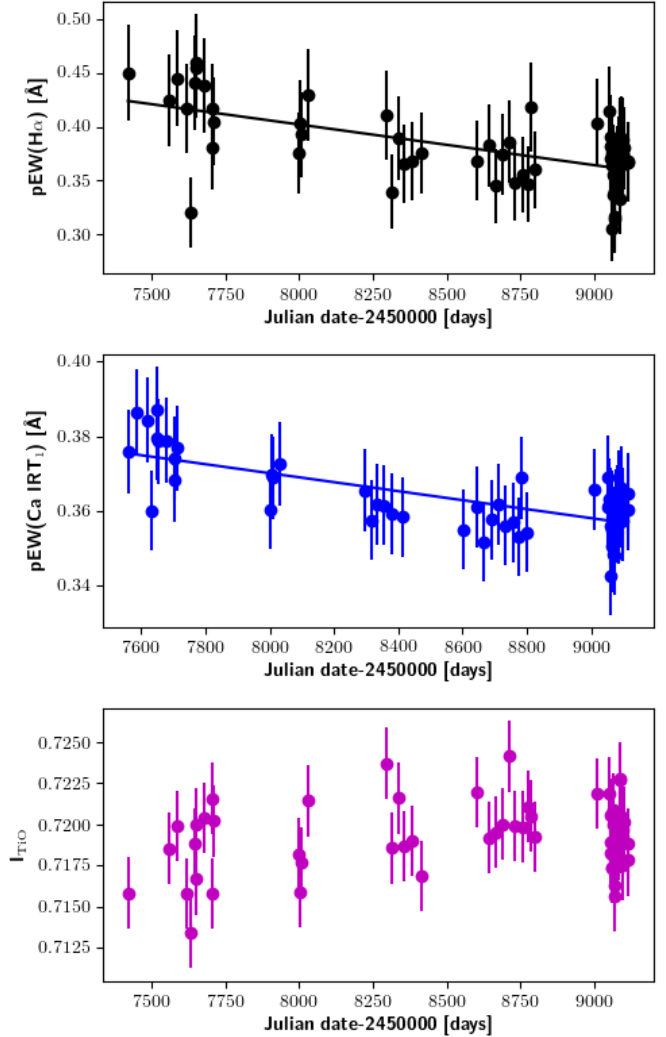 0.50
0.45
0.40
0.35
0.30
pEW(Hα) [Å]
7500 7750 8000 8250 8500 8750 9000
Julian date-2450000 [days]
0.40
0.38
0.36
0.34
pEW(Ca IRT₁) [Å]
7600 7800 8000 8200 8400 8600 8800 9000
Julian date-2450000 [days]
0.7250
0.7225
0.7200
0.7175
0.7150
0.7125
I_TiO
7500 7750 8000 8250 8500 8750 9000
Julian date-2450000 [days]